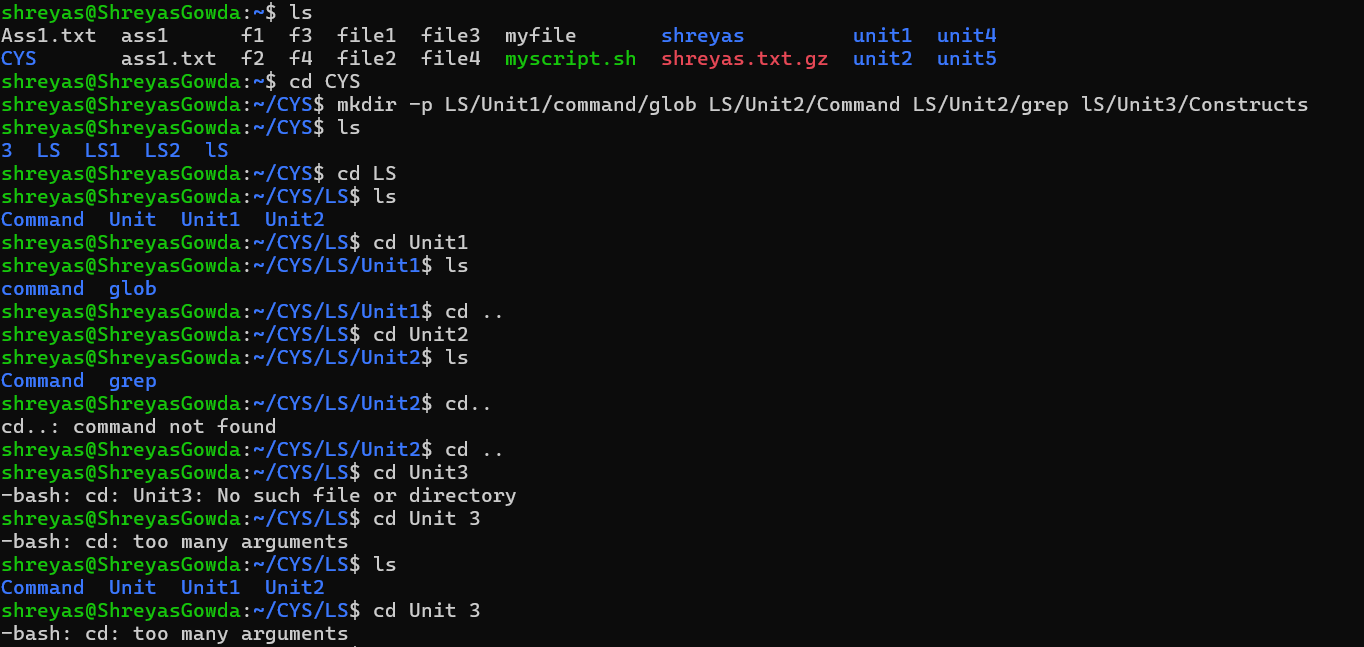 shreyas@ShreyasGowda:~$ ls
Ass1.txt  ass1      f1  f3  file1  file3  myfile       shreyas         unit1  unit4
CYS       ass1.txt  f2  f4  file2  file4  myscript.sh  shreyas.txt.gz  unit2  unit5
shreyas@ShreyasGowda:~$ cd CYS
shreyas@ShreyasGowda:~/CYS$ mkdir -p LS/Unit1/command/glob LS/Unit2/Command LS/Unit2/grep lS/Unit3/Constructs
shreyas@ShreyasGowda:~/CYS$ ls
3  LS  LS1  LS2  lS
shreyas@ShreyasGowda:~/CYS$ cd LS
shreyas@ShreyasGowda:~/CYS/LS$ ls
Command  Unit  Unit1  Unit2
shreyas@ShreyasGowda:~/CYS/LS$ cd Unit1
shreyas@ShreyasGowda:~/CYS/LS/Unit1$ ls
command  glob
shreyas@ShreyasGowda:~/CYS/LS/Unit1$ cd ..
shreyas@ShreyasGowda:~/CYS/LS$ cd Unit2
shreyas@ShreyasGowda:~/CYS/LS/Unit2$ ls
Command  grep
shreyas@ShreyasGowda:~/CYS/LS/Unit2$ cd..
cd..: command not found
shreyas@ShreyasGowda:~/CYS/LS/Unit2$ cd ..
shreyas@ShreyasGowda:~/CYS/LS$ cd Unit3
-bash: cd: Unit3: No such file or directory
shreyas@ShreyasGowda:~/CYS/LS$ cd Unit 3
-bash: cd: too many arguments
shreyas@ShreyasGowda:~/CYS/LS$ ls
Command  Unit  Unit1  Unit2
shreyas@ShreyasGowda:~/CYS/LS$ cd Unit 3
-bash: cd: too many arguments